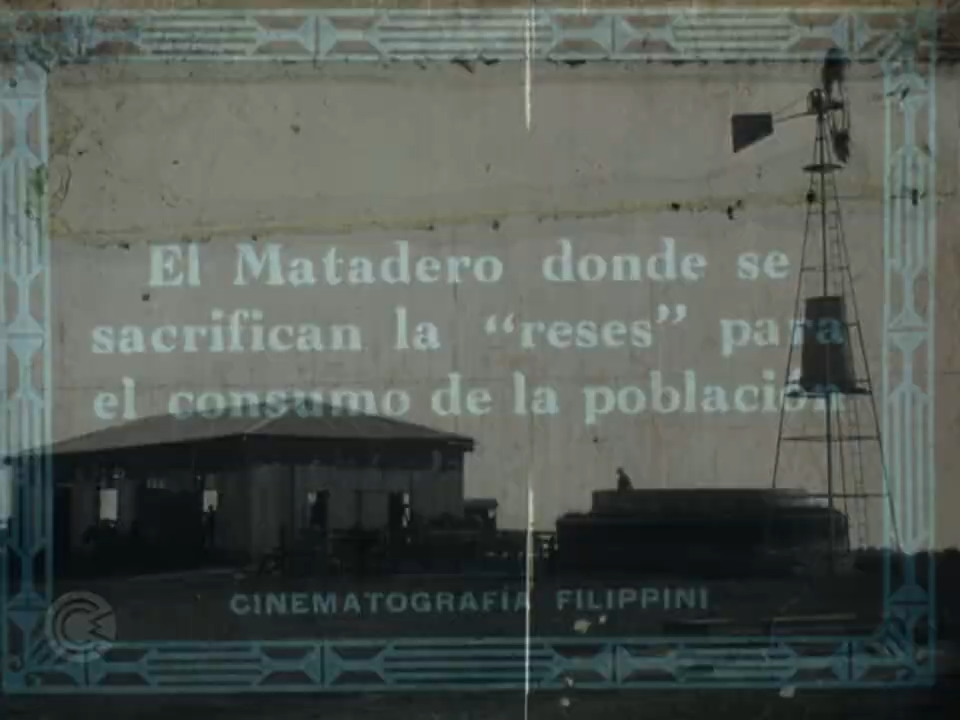 El Matadero donde se
sacrifican la “reses” para
el consumo de la población
CINEMATOGRAFÍA FILIPPINI